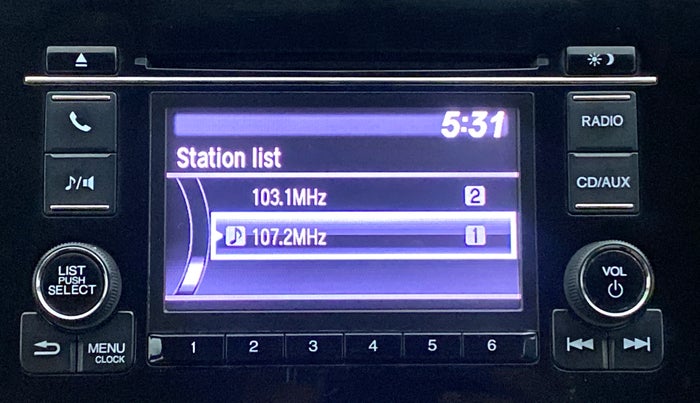 5:31
RADIO
Station list
♪/
CD/AUX
103.1MHz 2
♪ 107.2MHz 1
LIST
PUSH
SELECT
VOL
MENU
CLOCK
1 2 3 4 5 6